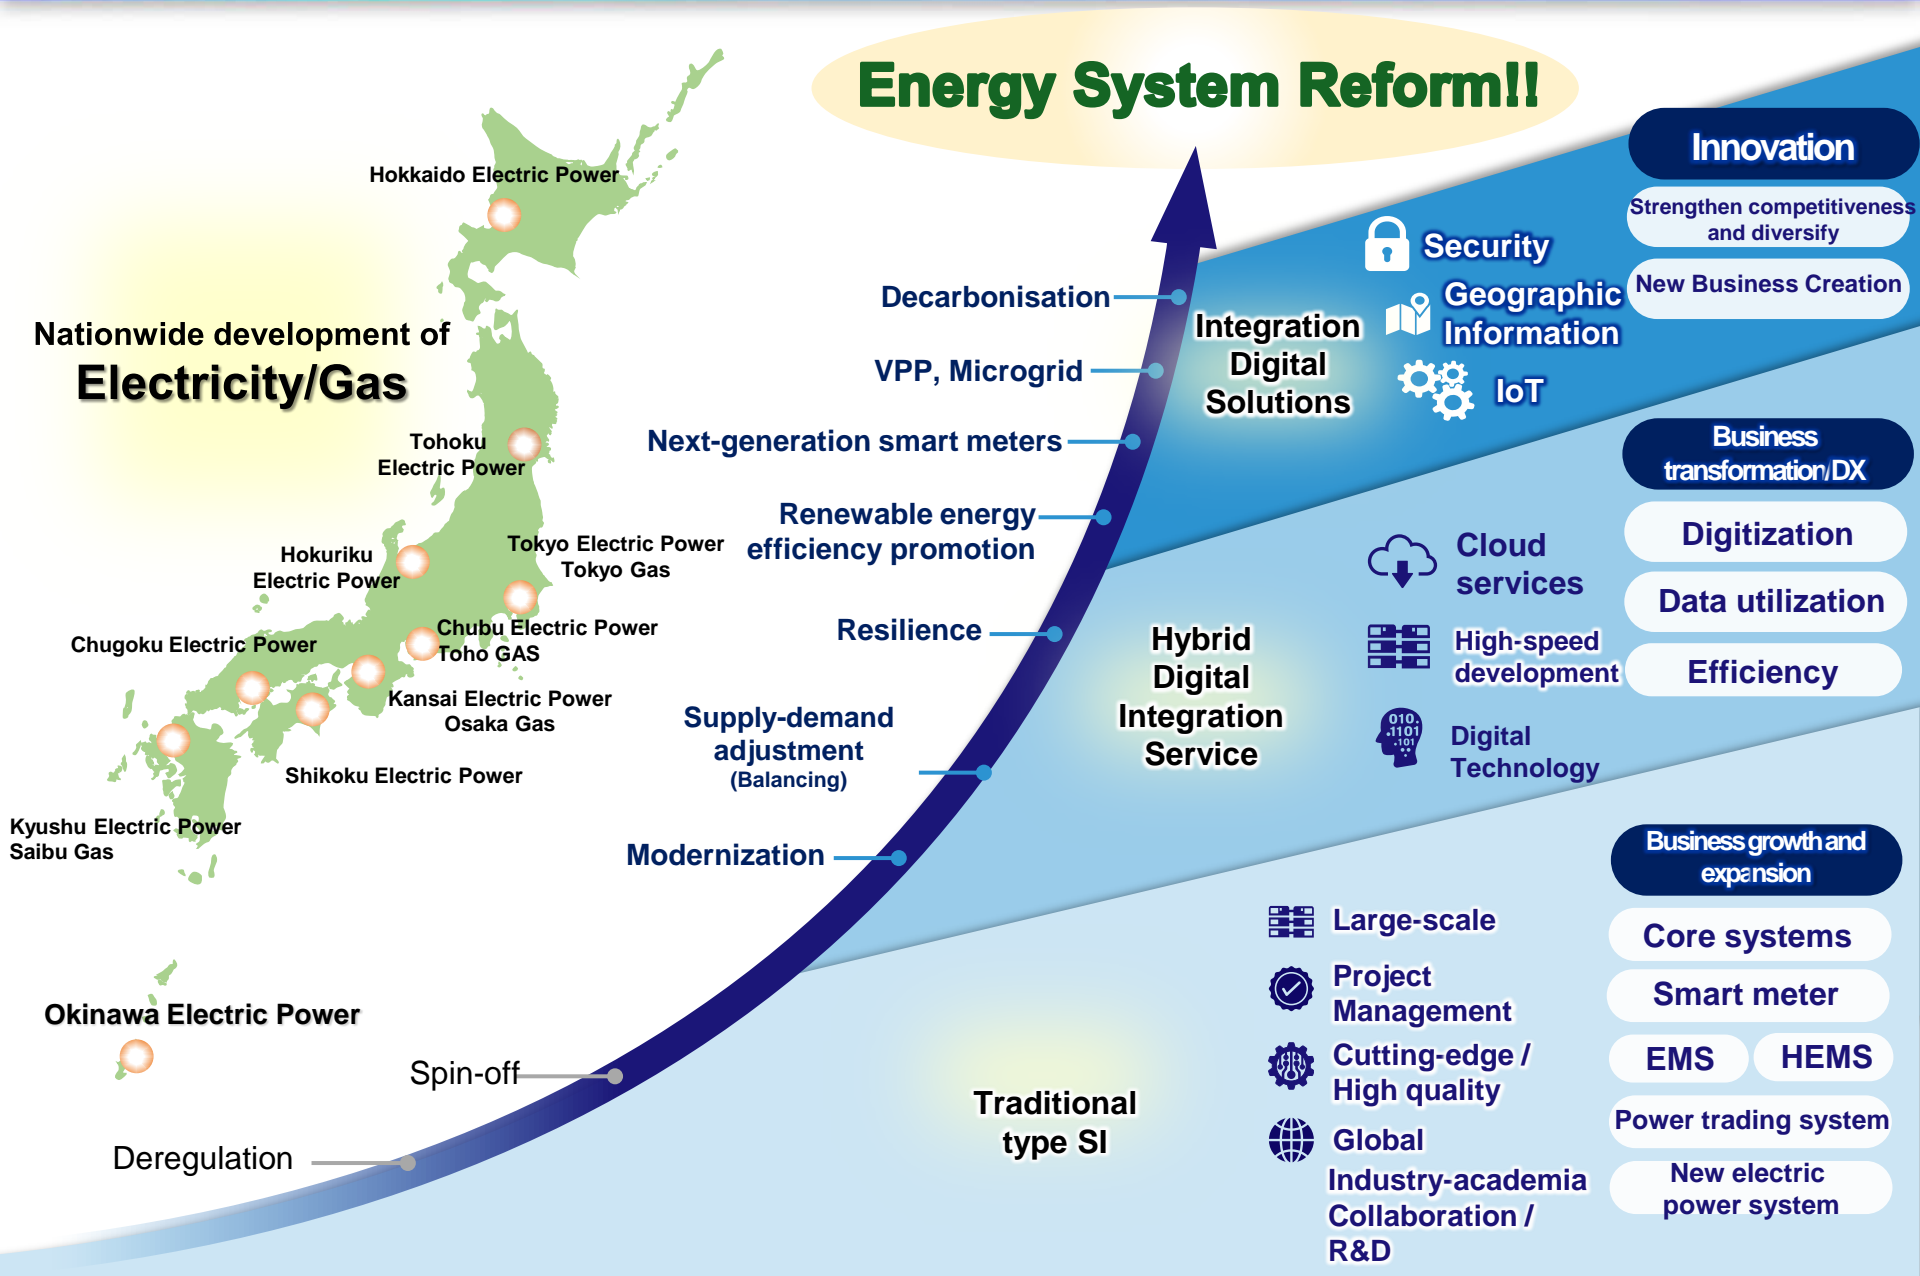 Energy System Reform!!
Hokkaido Electric Power
Nationwide development of
Electricity/Gas
Tohoku
Electric Power
Hokuriku
Electric Power
Tokyo Electric Power
Tokyo Gas
Chubu Electric Power
Toho GAS
Chugoku Electric Power
Kansai Electric Power
Osaka Gas
Shikoku Electric Power
Kyushu Electric Power
Saibu Gas
Okinawa Electric Power
Decarbonisation
VPP, Microgrid
Next-generation smart meters
Renewable energy
efficiency promotion
Resilience
Supply-demand
adjustment
(Balancing)
Modernization
Spin-off
Deregulation
Integration
Digital
Solutions
Security
Geographic
Information
IoT
Innovation
Strengthen competitiveness
and diversify
New Business Creation
Hybrid
Digital
Integration
Service
Cloud
services
High-speed
development
010.
.1101
.101
Digital
Technology
Business
transformation/DX
Digitization
Data utilization
Efficiency
Traditional
type SI
Large-scale
Project
Management
Cutting-edge /
High quality
Global
Industry-academia
Collaboration /
R&D
Business growth and
expansion
Core systems
Smart meter
EMS
HEMS
Power trading system
New electric
power system